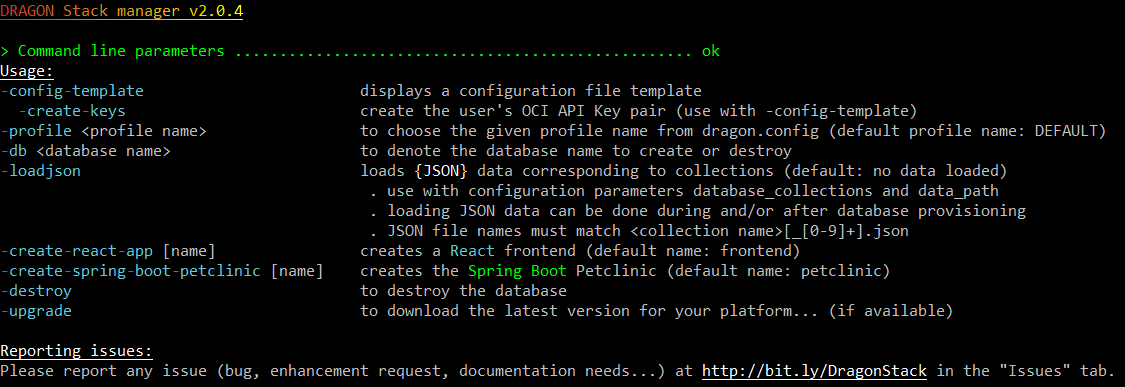 DRAGON Stack manager v2.0.4
> Command line parameters ................................................... ok
Usage:
-config-template                        displays a configuration file template
  -create-keys                          create the user's OCI API Key pair (use with -config-template)
-profile <profile name>                 to choose the given profile name from dragon.config (default profile name: DEFAULT)
-db <database name>                     to denote the database name to create or destroy
-loadjson                               loads {JSON} data corresponding to collections (default: no data loaded)
                                         . use with configuration parameters database_collections and data_path
                                         . loading JSON data can be done during and/or after database provisioning
                                         . JSON file names must match <collection name>[_[0-9]+].json
-create-react-app [name]                creates a React frontend (default name: frontend)
-create-spring-boot-petclinic [name]    creates the Spring Boot Petclinic (default name: petclinic)
-destroy                                to destroy the database
-upgrade                                to download the latest version for your platform... (if available)
Reporting issues:
Please report any issue (bug, enhancement request, documentation needs...) at http://bit.ly/DragonStack in the "Issues" tab.